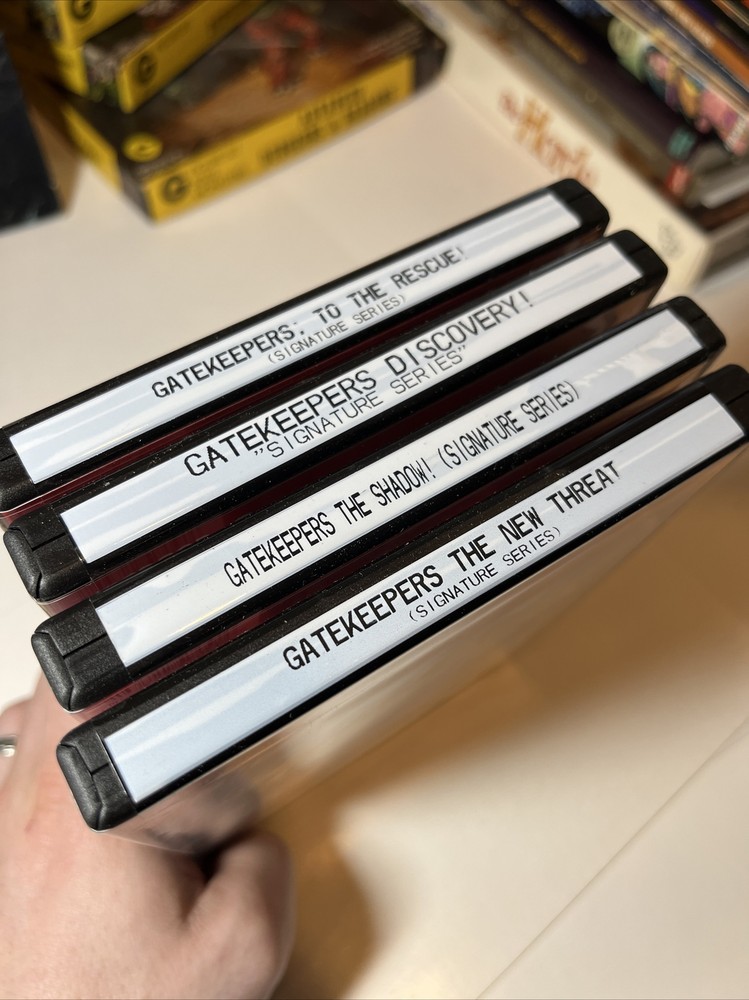 GATEKEEPERS: TO THE RESCUE!
(SIGNATURE SERIES)
GATEKEEPERS DISCOVERY!
"SIGNATURE SERIES"
GATEKEEPERS THE SHADOW! (SIGNATURE SERIES)
GATEKEEPERS THE NEW THREAT
(SIGNATURE SERIES)